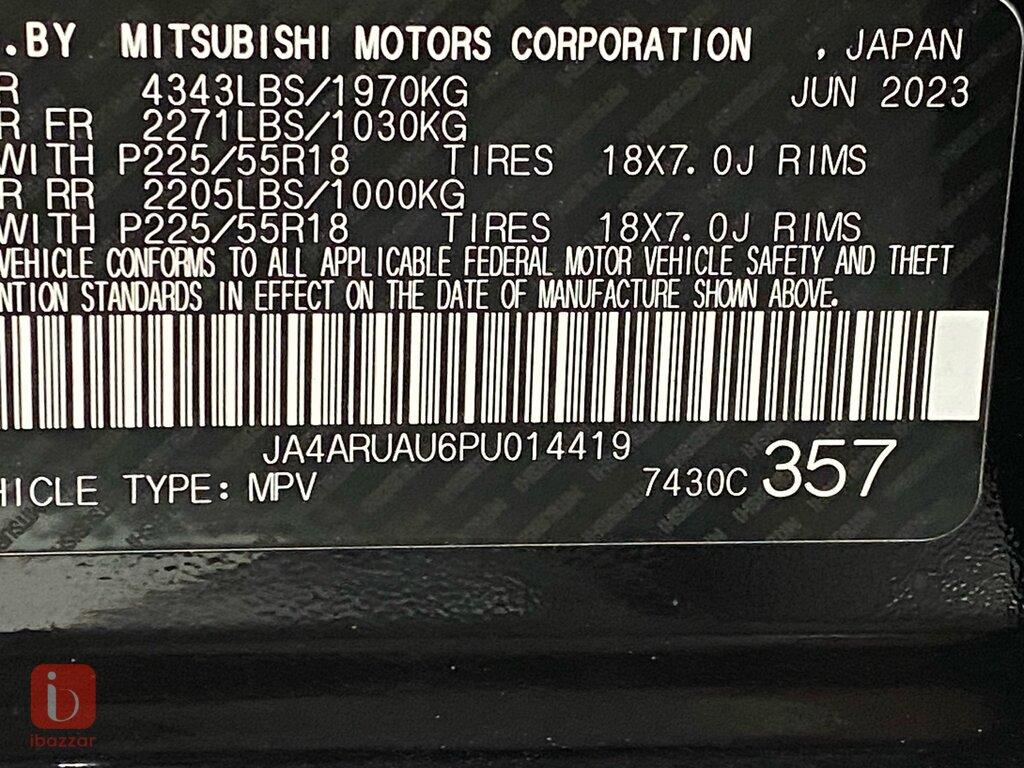 .BY MITSUBISHI MOTORS CORPORATION , JAPAN
R 4343LBS/1970KG JUN 2023
R FR 2271LBS/1030KG
WITH P225/55R18 TIRES 18X7.0J RIMS
R RR 2205LBS/1000KG
WITH P225/55R18 TIRES 18X7.0J RIMS
VEHICLE CONFORMS TO ALL APPLICABLE FEDERAL MOTOR VEHICLE SAFETY AND THEFT
NTION STANDARDS IN EFFECT ON THE DATE OF MANUFACTURE SHOWN ABOVE.
JA4ARUAU6PU014419
HICLE TYPE: MPV 7430C 357
ib
ibazzar